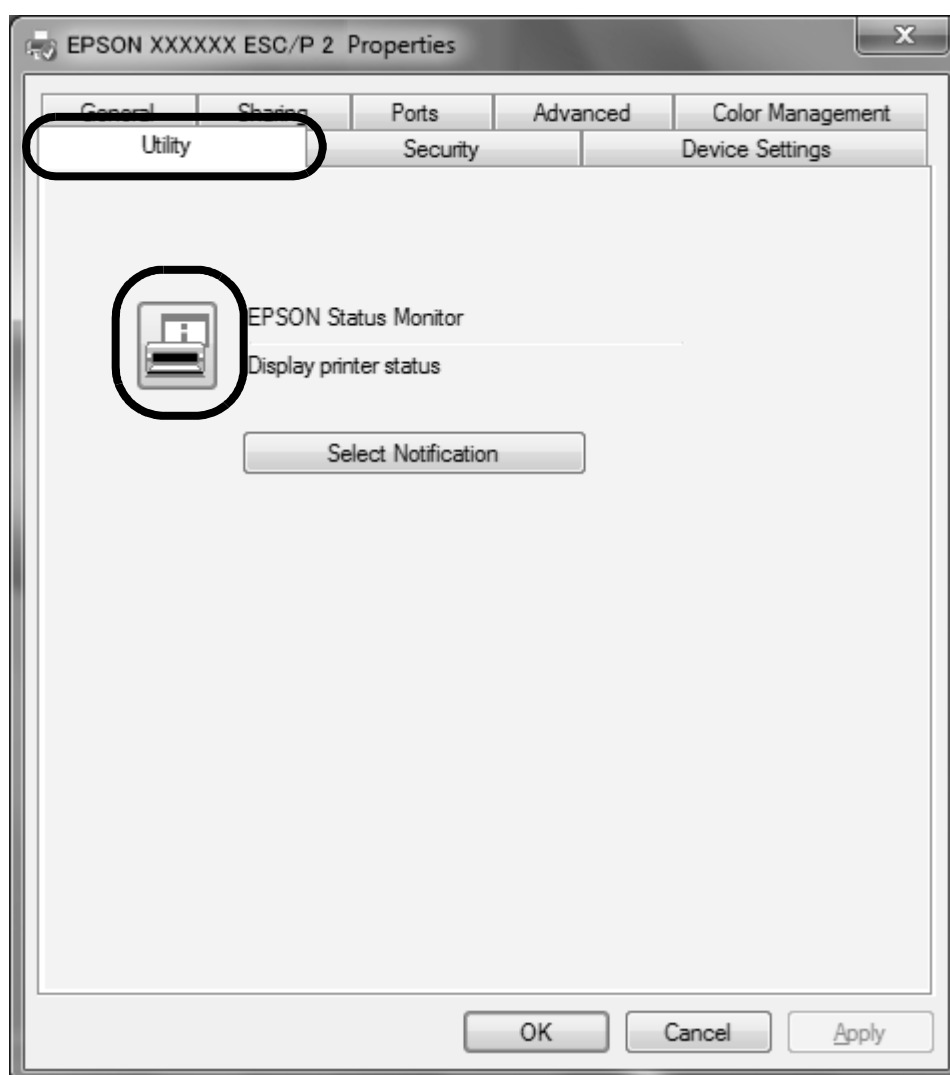 EPSON XXXXXX ESC/P 2 Properties
X
General Sharing Ports Advanced Color Management
Utility Security Device Settings
EPSON Status Monitor
Display printer status
Select Notification
OK Cancel Apply